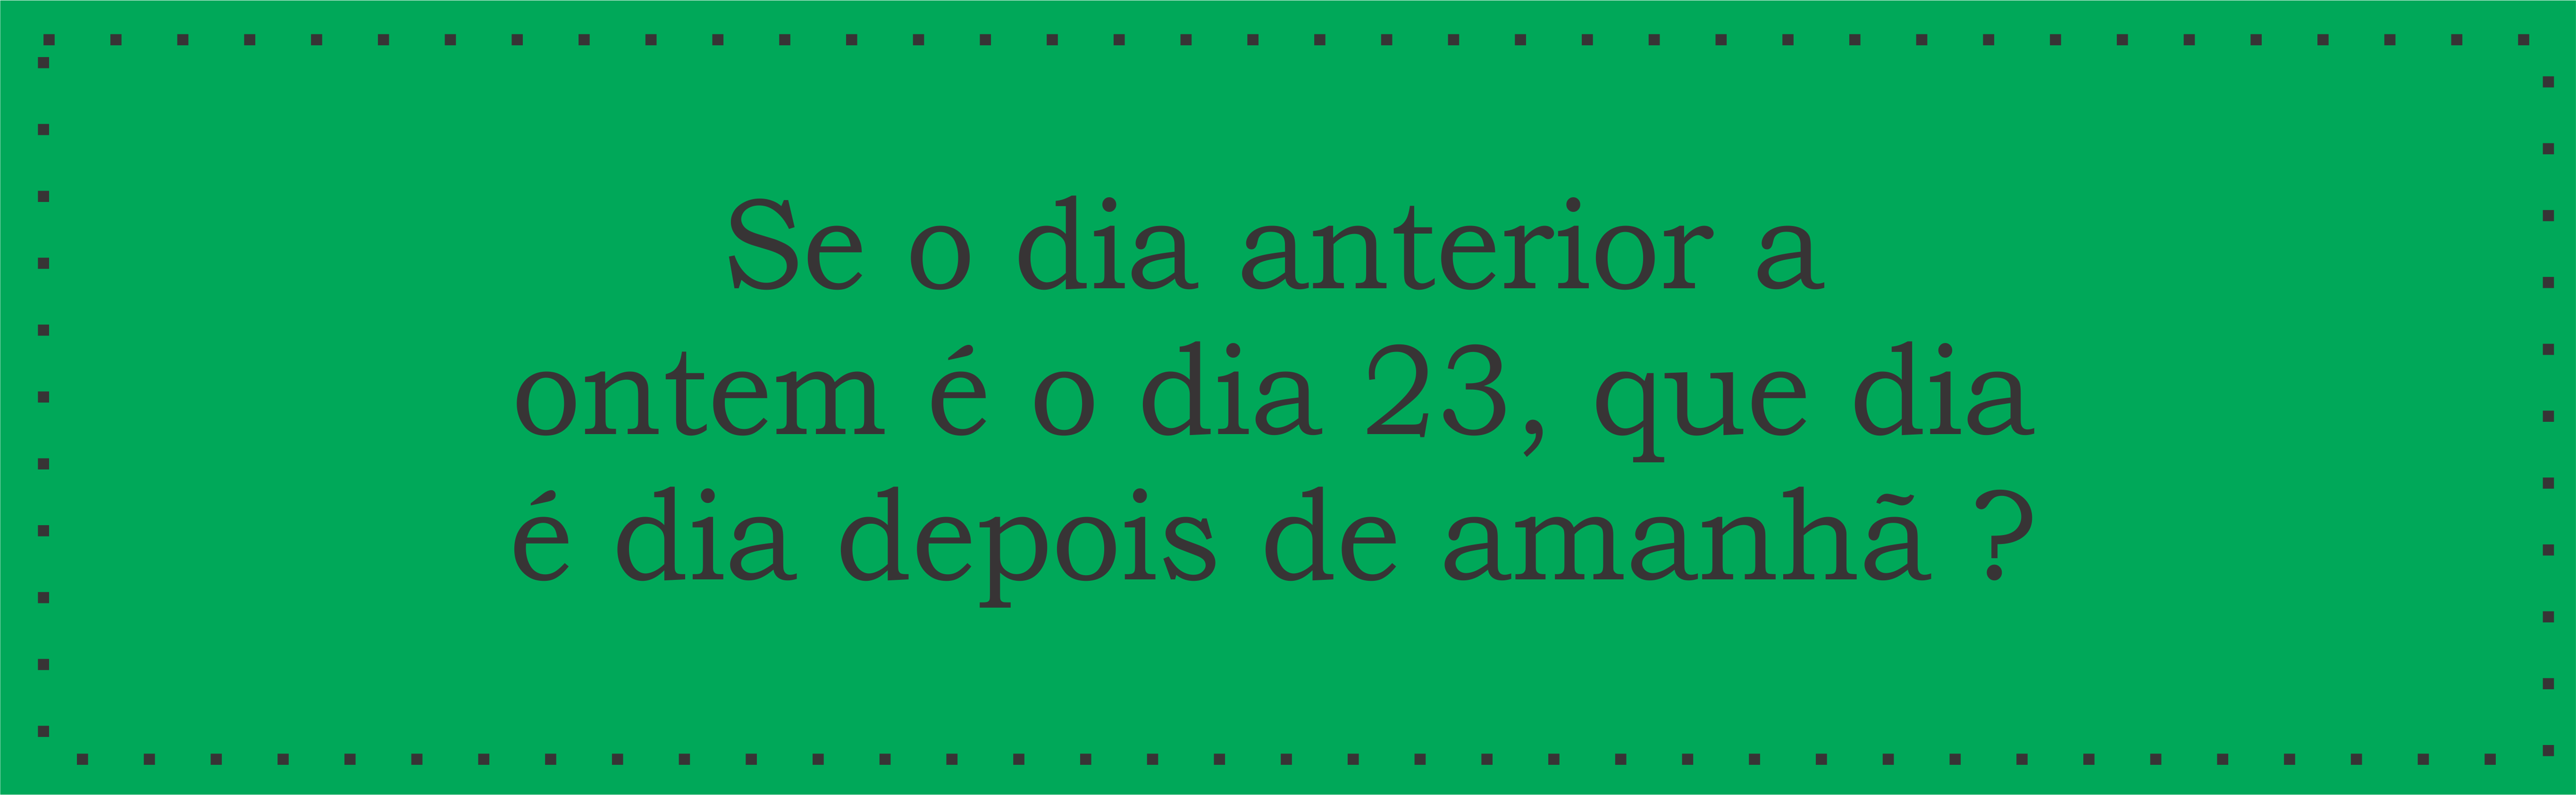 Se o dia anterior a
ontem é o dia 23, que dia
é dia depois de amanhã ?